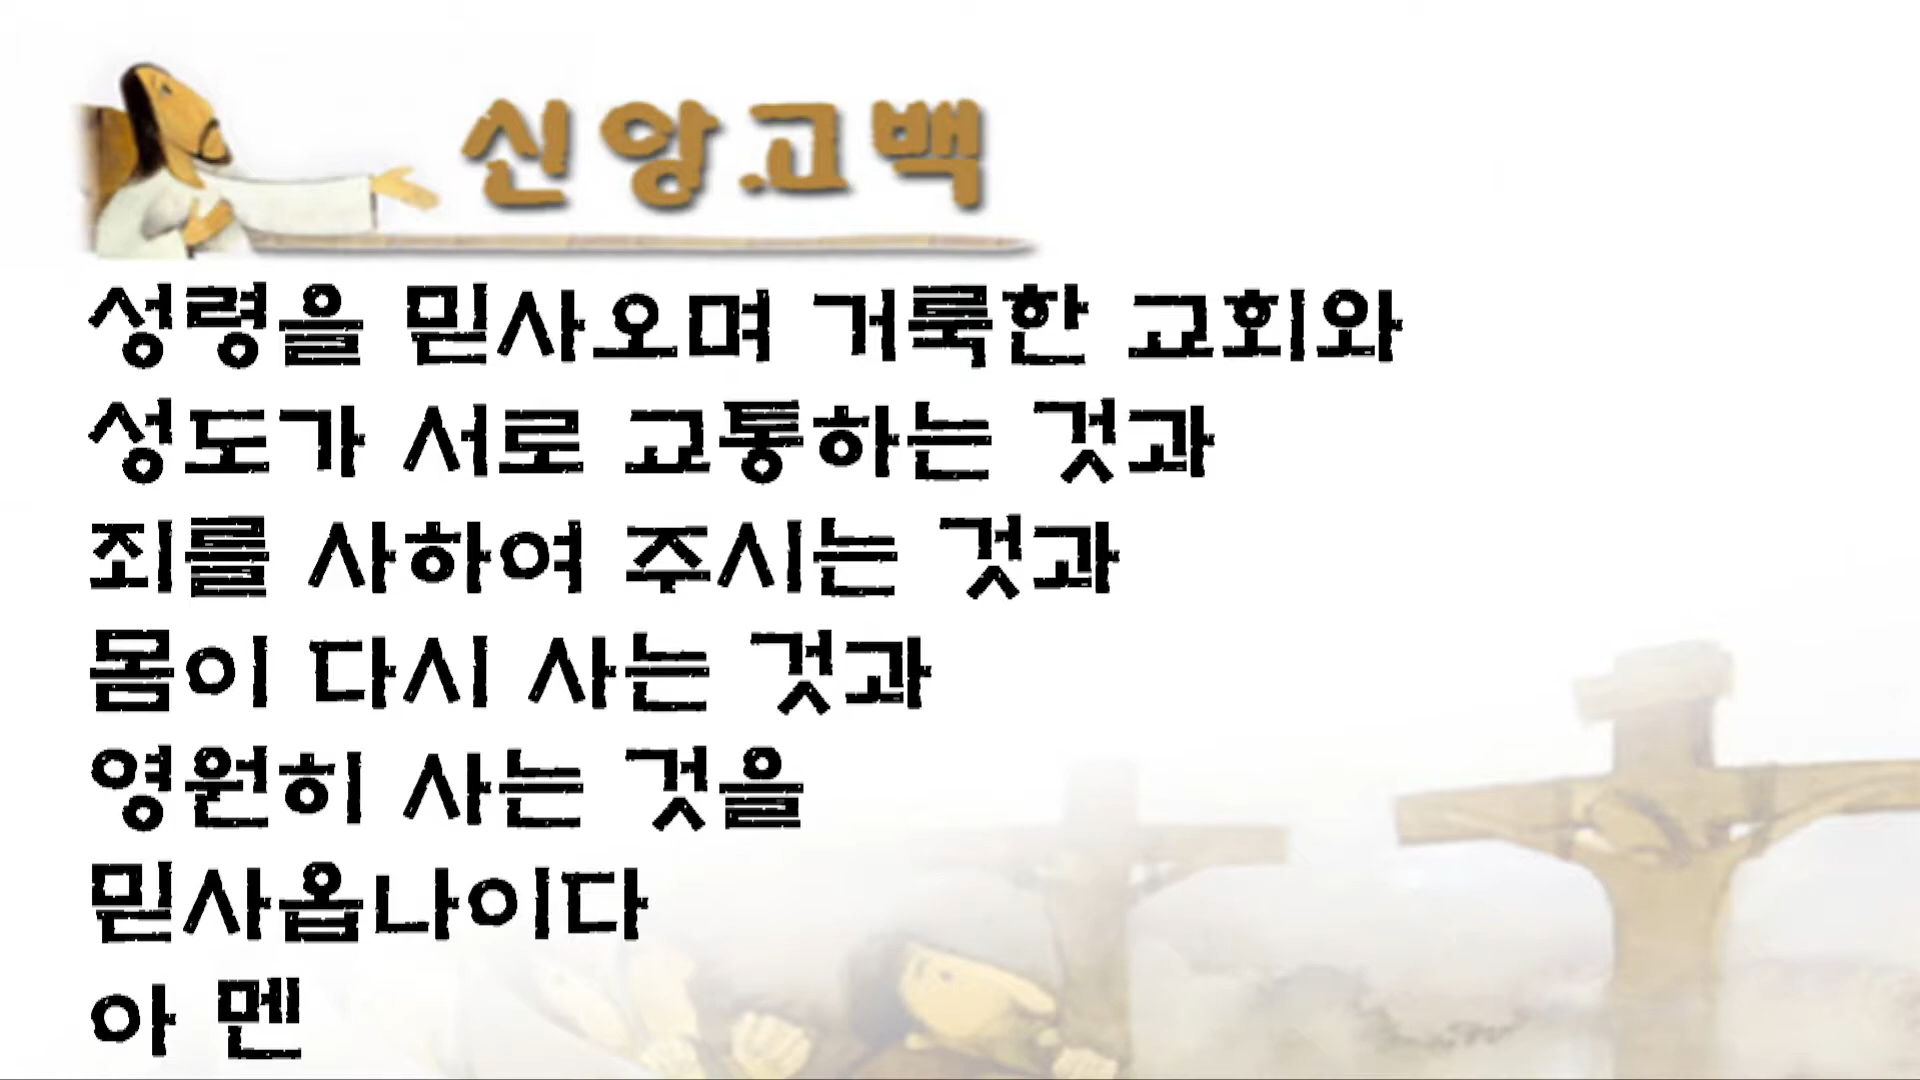 신앙고백
성령을 믿사오며 거룩한 교회와
성도가 서로 교통하는 것과
죄를 사하여 주시는 것과
몸이 다시 사는 것과
영원히 사는 것을
믿사옵나이다
아 멘